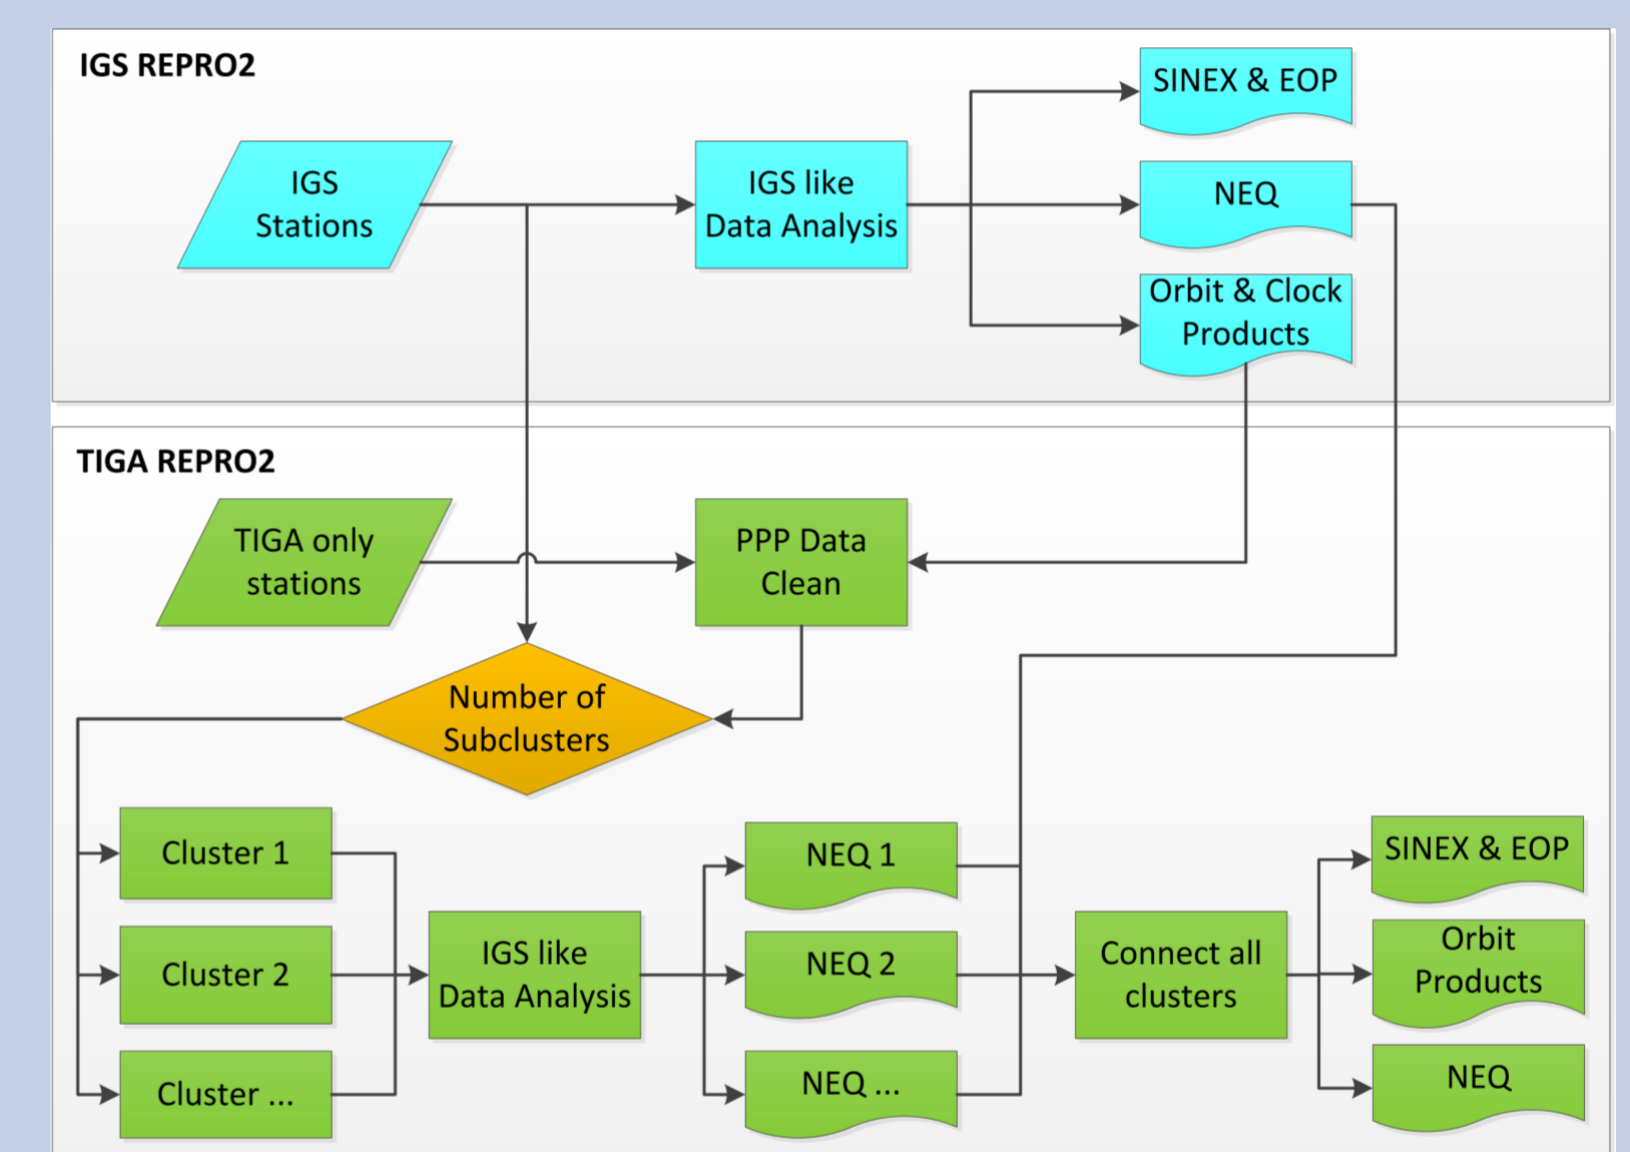 IGS REPRO2
SINEX & EOP
IGS
Stations
IGS like
Data Analysis
NEQ
Orbit & Clock
Products
TIGA REPRO2
TIGA only
stations
PPP Data
Clean
Number of
Subclusters
Cluster 1
Cluster 2
Cluster ...
IGS like
Data Analysis
NEQ 1
NEQ 2
NEQ ...
Connect all
clusters
SINEX & EOP
Orbit
Products
NEQ